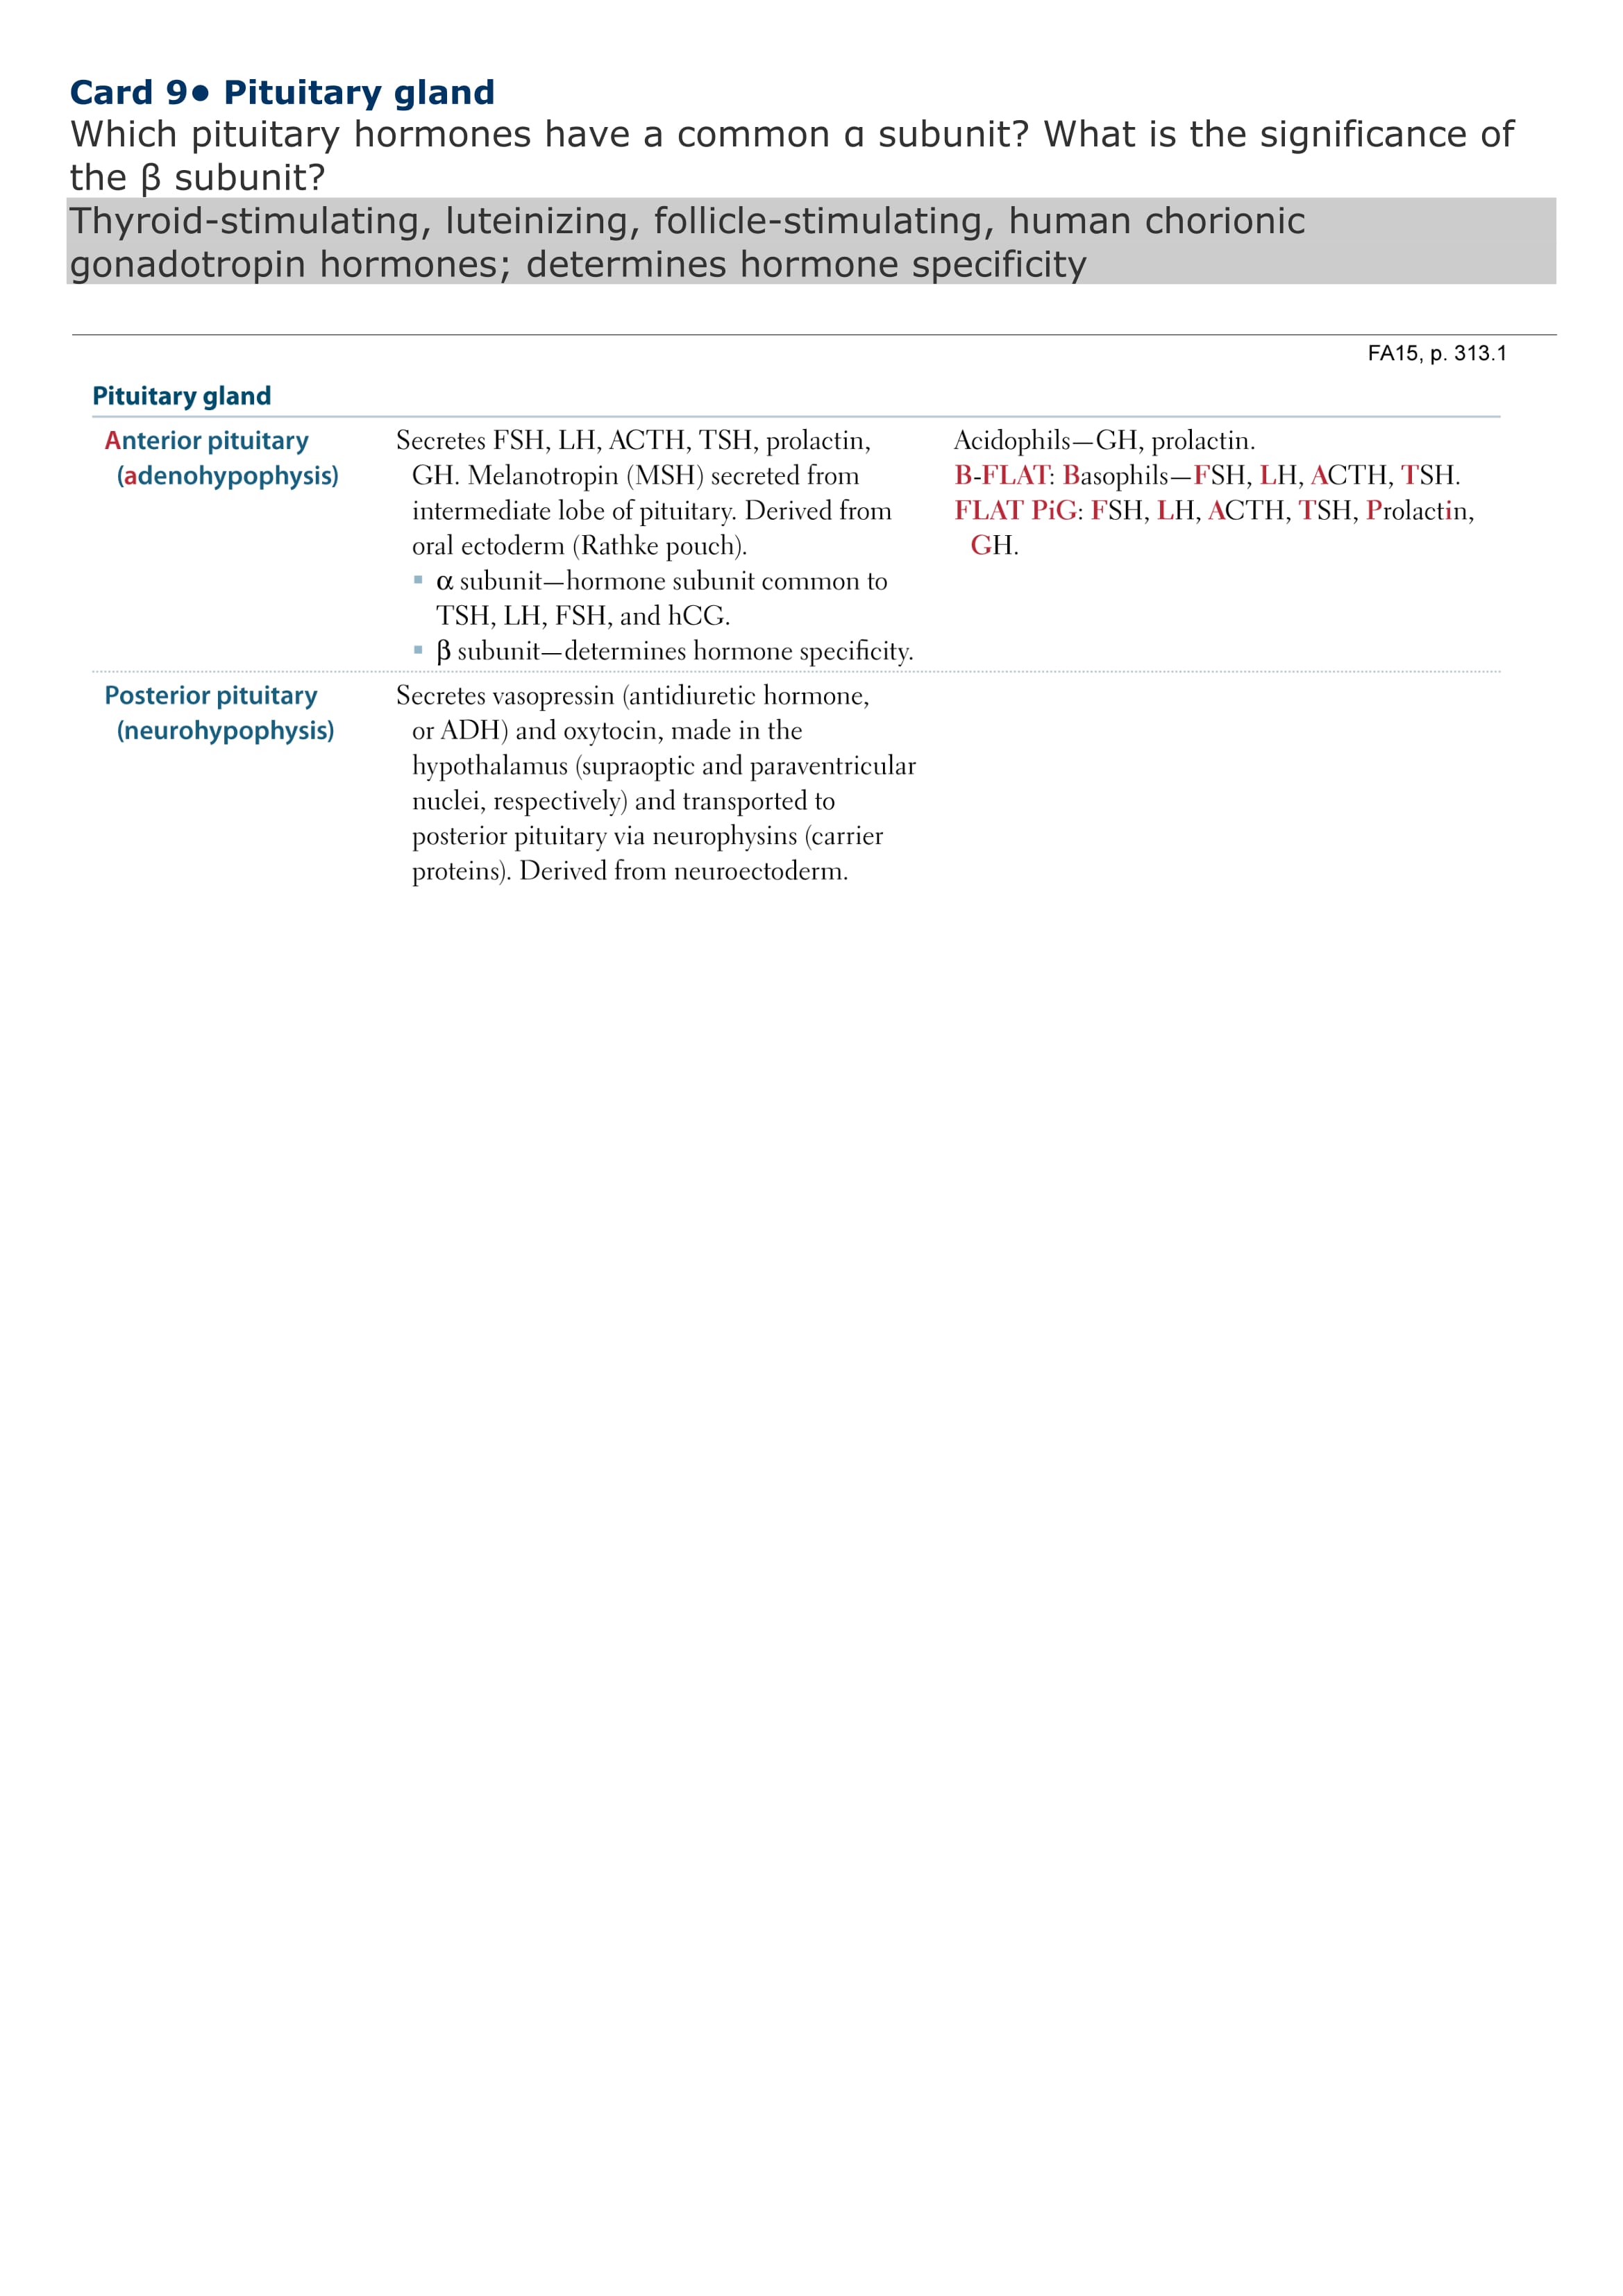 Card 9● Pituitary gland
Which pituitary hormones have a common α subunit? What is the significance of
the β subunit?
Thyroid-stimulating, luteinizing, follicle-stimulating, human chorionic
gonadotropin hormones; determines hormone specificity
FA15, p. 313.1
Pituitary gland
Anterior pituitary
(adenohypophysis)
Secretes FSH, LH, ACTH, TSH, prolactin,
GH. Melanotropin (MSH) secreted from
intermediate lobe of pituitary. Derived from
oral ectoderm (Rathke pouch).
▪ α subunit—hormone subunit common to
TSH, LH, FSH, and hCG.
▪ β subunit—determines hormone specificity.
Acidophils—GH, prolactin.
B-FLAT: Basophils—FSH, LH, ACTH, TSH.
FLAT PiG: FSH, LH, ACTH, TSH, Prolactin,
GH.
Posterior pituitary
(neurohypophysis)
Secretes vasopressin (antidiuretic hormone,
or ADH) and oxytocin, made in the
hypothalamus (supraoptic and paraventricular
nuclei, respectively) and transported to
posterior pituitary via neurophysins (carrier
proteins). Derived from neuroectoderm.